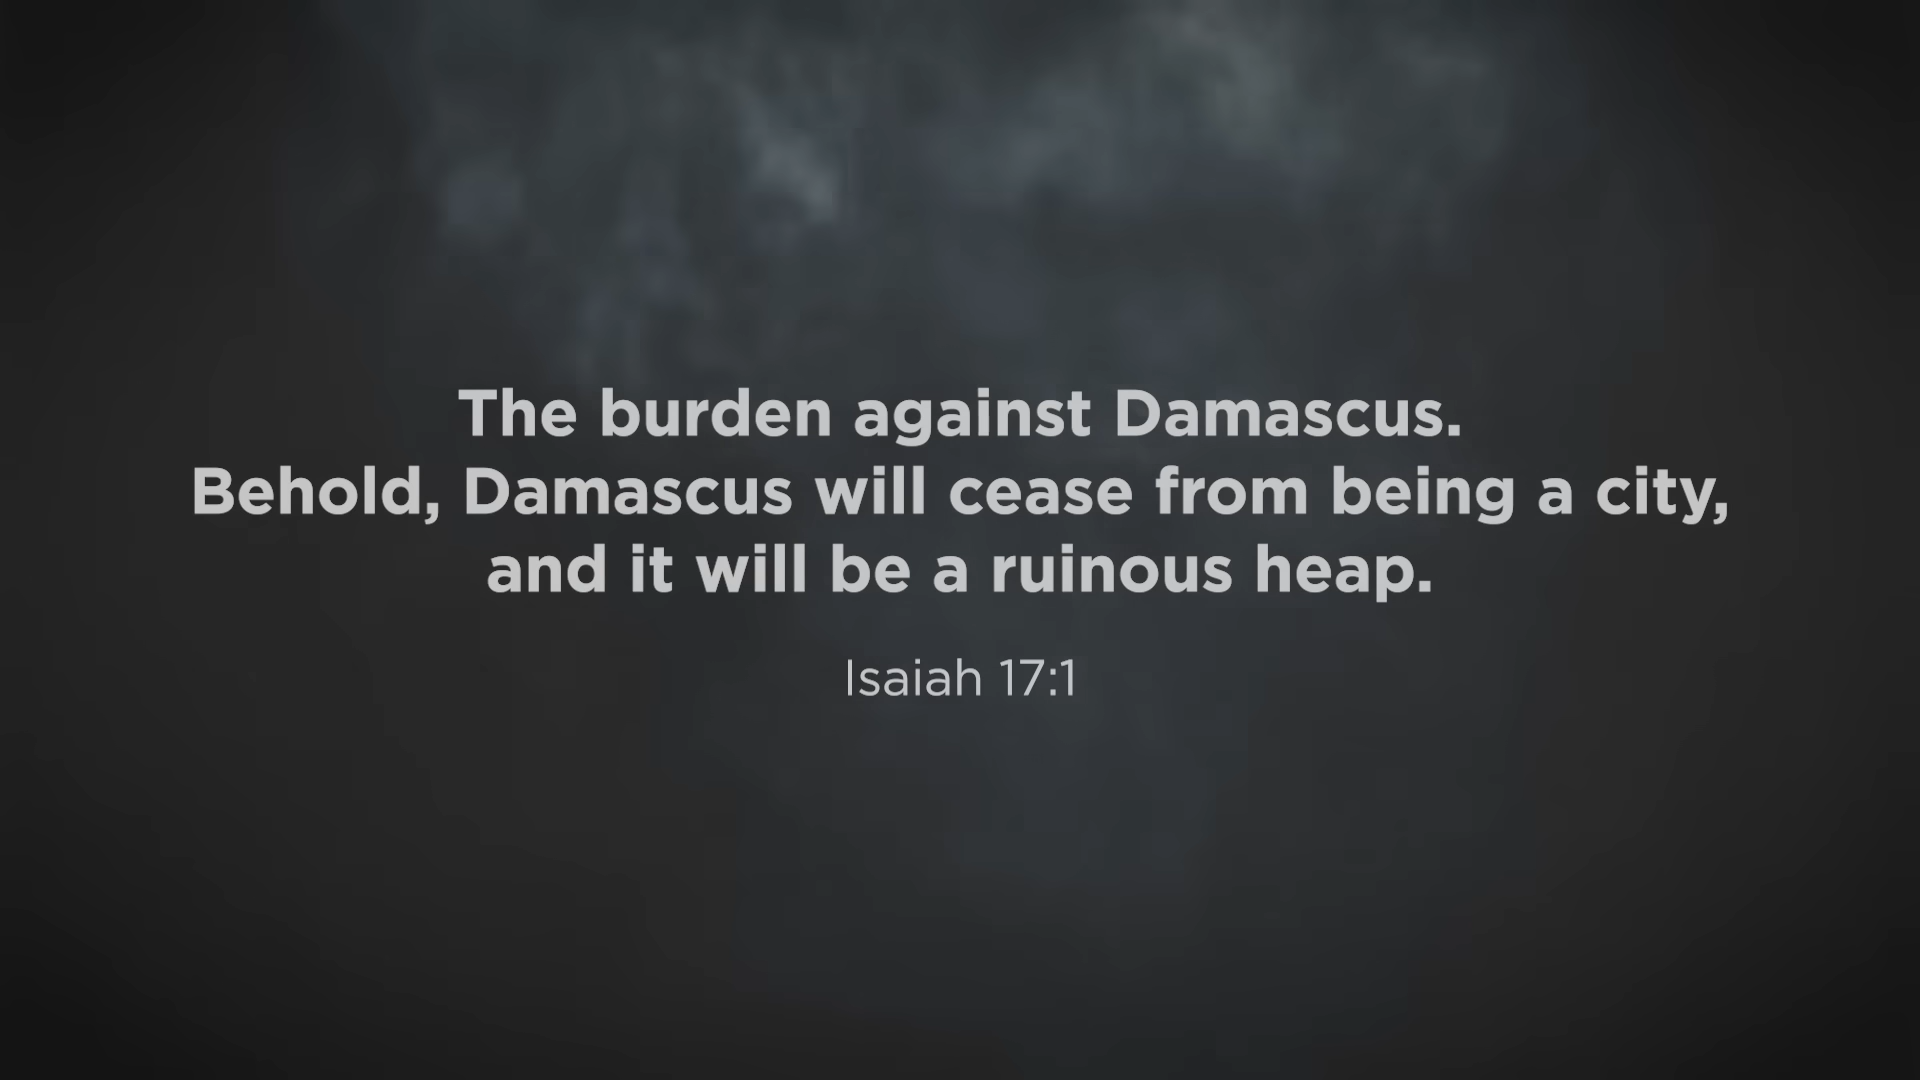 The burden against Damascus.
Behold, Damascus will cease from being a city,
and it will be a ruinous heap.
Isaiah 17:1